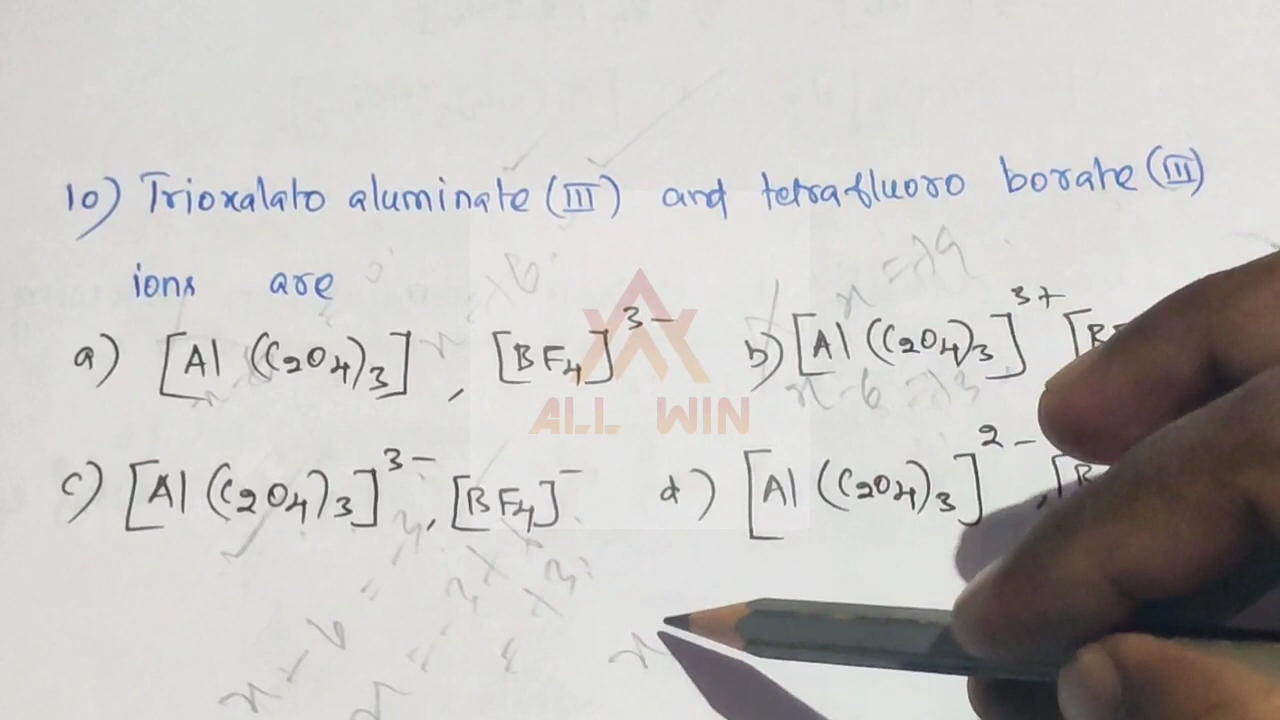 10) Trioxalato aluminate (III) and tetrafluoro borate (III)
ions are
a) [Al (C2O4)3] , [BF4]3- b) [Al (C2O4)3]3+ [B
c) [Al (C2O4)3]3- , [BF4]- d) [Al (C2O4)3]2- , [B
ALL WIN